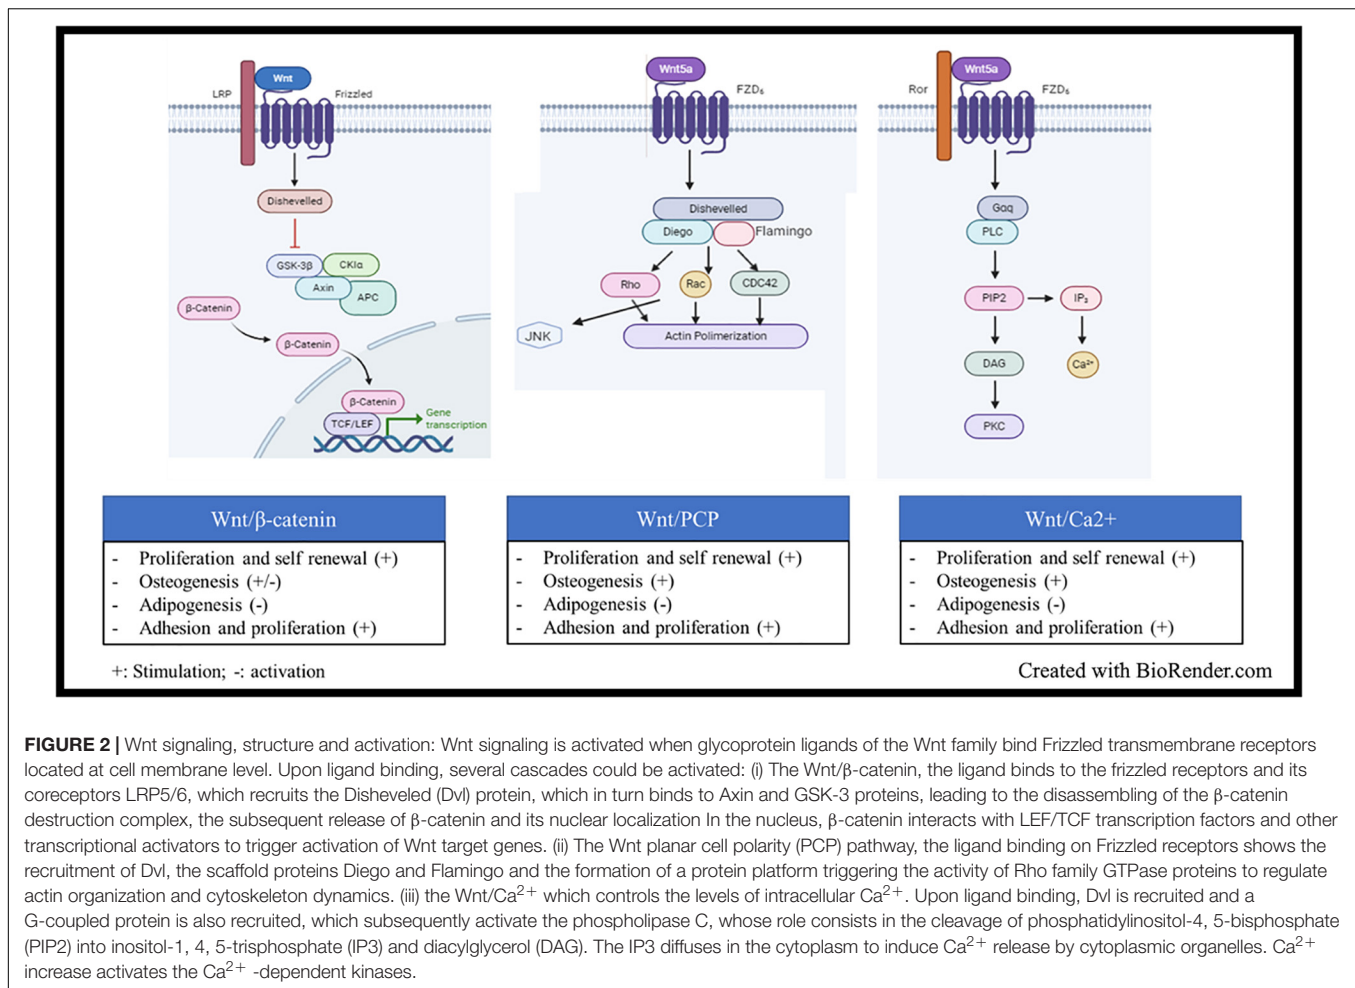 Wnt
LRP
Frizzled
Dishevelled
GSK-3β
CKlα
Axin
APC
β-Catenin
β-Catenin
β-Catenin
TCF/LEF
Gene
transcription
Wnt5a
FZD₆
Dishevelled
Diego
Flamingo
Rho
Rac
CDC42
JNK
Actin Polimerization
Wnt5a
Ror
FZD₆
Gαq
PLC
PIP2
IP₃
DAG
Ca²⁺
PKC
Wnt/β-catenin
- Proliferation and self renewal (+)
- Osteogenesis (+/-)
- Adipogenesis (-)
- Adhesion and proliferation (+)
Wnt/PCP
- Proliferation and self renewal (+)
- Osteogenesis (+)
- Adipogenesis (-)
- Adhesion and proliferation (+)
Wnt/Ca2+
- Proliferation and self renewal (+)
- Osteogenesis (+)
- Adipogenesis (-)
- Adhesion and proliferation (+)
+: Stimulation; -: activation
Created with BioRender.com
FIGURE 2 | Wnt signaling, structure and activation: Wnt signaling is activated when glycoprotein ligands of the Wnt family bind Frizzled transmembrane receptors
located at cell membrane level. Upon ligand binding, several cascades could be activated: (i) The Wnt/β-catenin, the ligand binds to the frizzled receptors and its
coreceptors LRP5/6, which recruits the Disheveled (Dvl) protein, which in turn binds to Axin and GSK-3 proteins, leading to the disassembling of the β-catenin
destruction complex, the subsequent release of β-catenin and its nuclear localization In the nucleus, β-catenin interacts with LEF/TCF transcription factors and other
transcriptional activators to trigger activation of Wnt target genes. (ii) The Wnt planar cell polarity (PCP) pathway, the ligand binding on Frizzled receptors shows the
recruitment of Dvl, the scaffold proteins Diego and Flamingo and the formation of a protein platform triggering the activity of Rho family GTPase proteins to regulate
actin organization and cytoskeleton dynamics. (iii) the Wnt/Ca²⁺ which controls the levels of intracellular Ca²⁺. Upon ligand binding, Dvl is recruited and a
G-coupled protein is also recruited, which subsequently activate the phospholipase C, whose role consists in the cleavage of phosphatidylinositol-4, 5-bisphosphate
(PIP2) into inositol-1, 4, 5-trisphosphate (IP3) and diacylglycerol (DAG). The IP3 diffuses in the cytoplasm to induce Ca²⁺ release by cytoplasmic organelles. Ca²⁺
increase activates the Ca²⁺ -dependent kinases.